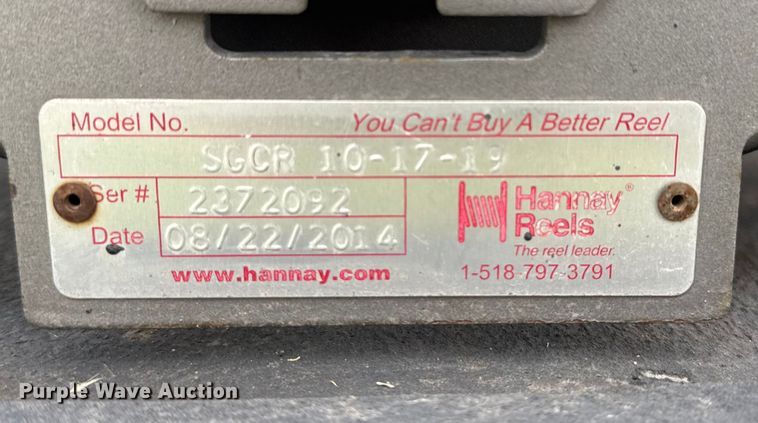 Model No. You Can't Buy A Better Reel
SGCR 10-17-19
Ser # 2372092
Hannay®
Reels
Date 08/22/2014
The reel leader.
www.hannay.com 1-518-797-3791
Purple Wave Auction